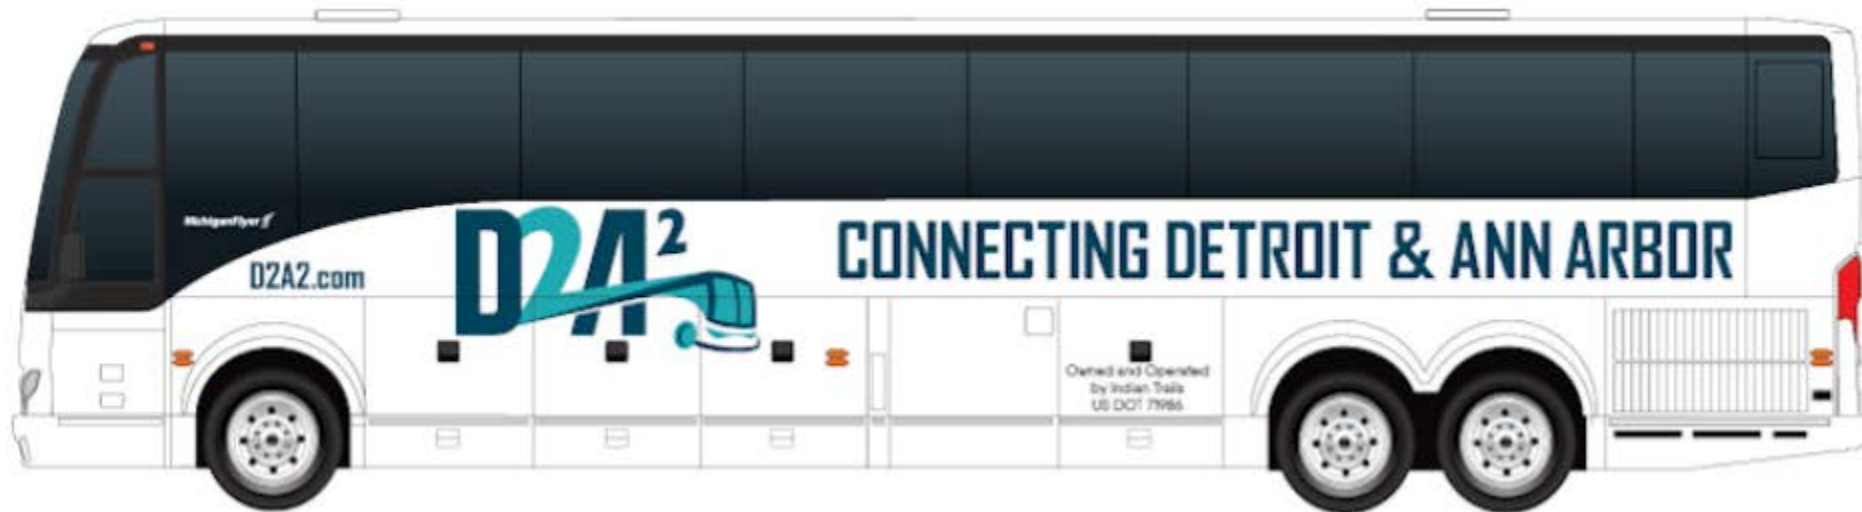 MichiganFlyer
D2A2.com
D2A²
CONNECTING DETROIT & ANN ARBOR
Owned and Operated
by Indian Trails
US DOT 71986